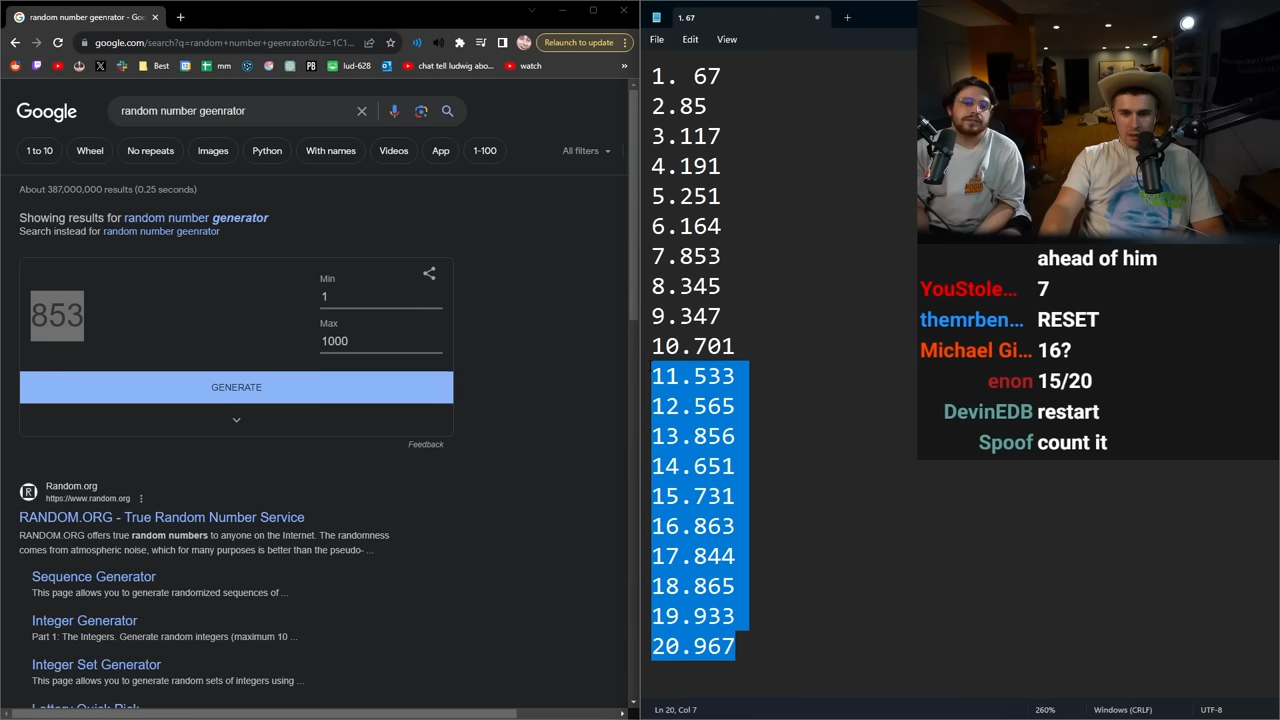 random number geenrator - Goo
1. 67
google.com/search?q=random+number+geenrator&rlz=1C1...
Relaunch to update
File
Edit
View
Best
mm
lud-628
chat tell ludwig abo...
watch
»
Google
random number geenrator
1 to 10
Wheel
No repeats
Images
Python
With names
Videos
App
1-100
All filters
About 387,000,000 results (0.25 seconds)
Showing results for random number generator
Search instead for random number geenrator
853
Min
1
Max
1000
GENERATE
Feedback
Random.org
https://www.random.org
RANDOM.ORG - True Random Number Service
RANDOM.ORG offers true random numbers to anyone on the Internet. The randomness
comes from atmospheric noise, which for many purposes is better than the pseudo- ...
Sequence Generator
This page allows you to generate randomized sequences of ...
Integer Generator
Part 1: The Integers. Generate random integers (maximum 10 ...
Integer Set Generator
This page allows you to generate random sets of integers using ...
1. 67
2.85
3.117
4.191
5.251
6.164
7.853
8.345
9.347
10.701
11.533
12.565
13.856
14.651
15.731
16.863
17.844
18.865
19.933
20.967
Ln 20, Col 7
260%
Windows (CRLF)
UTF-8
ahead of him
YouStole... 7
themrben... RESET
Michael Gi... 16?
enon 15/20
DevinEDB restart
Spoof count it